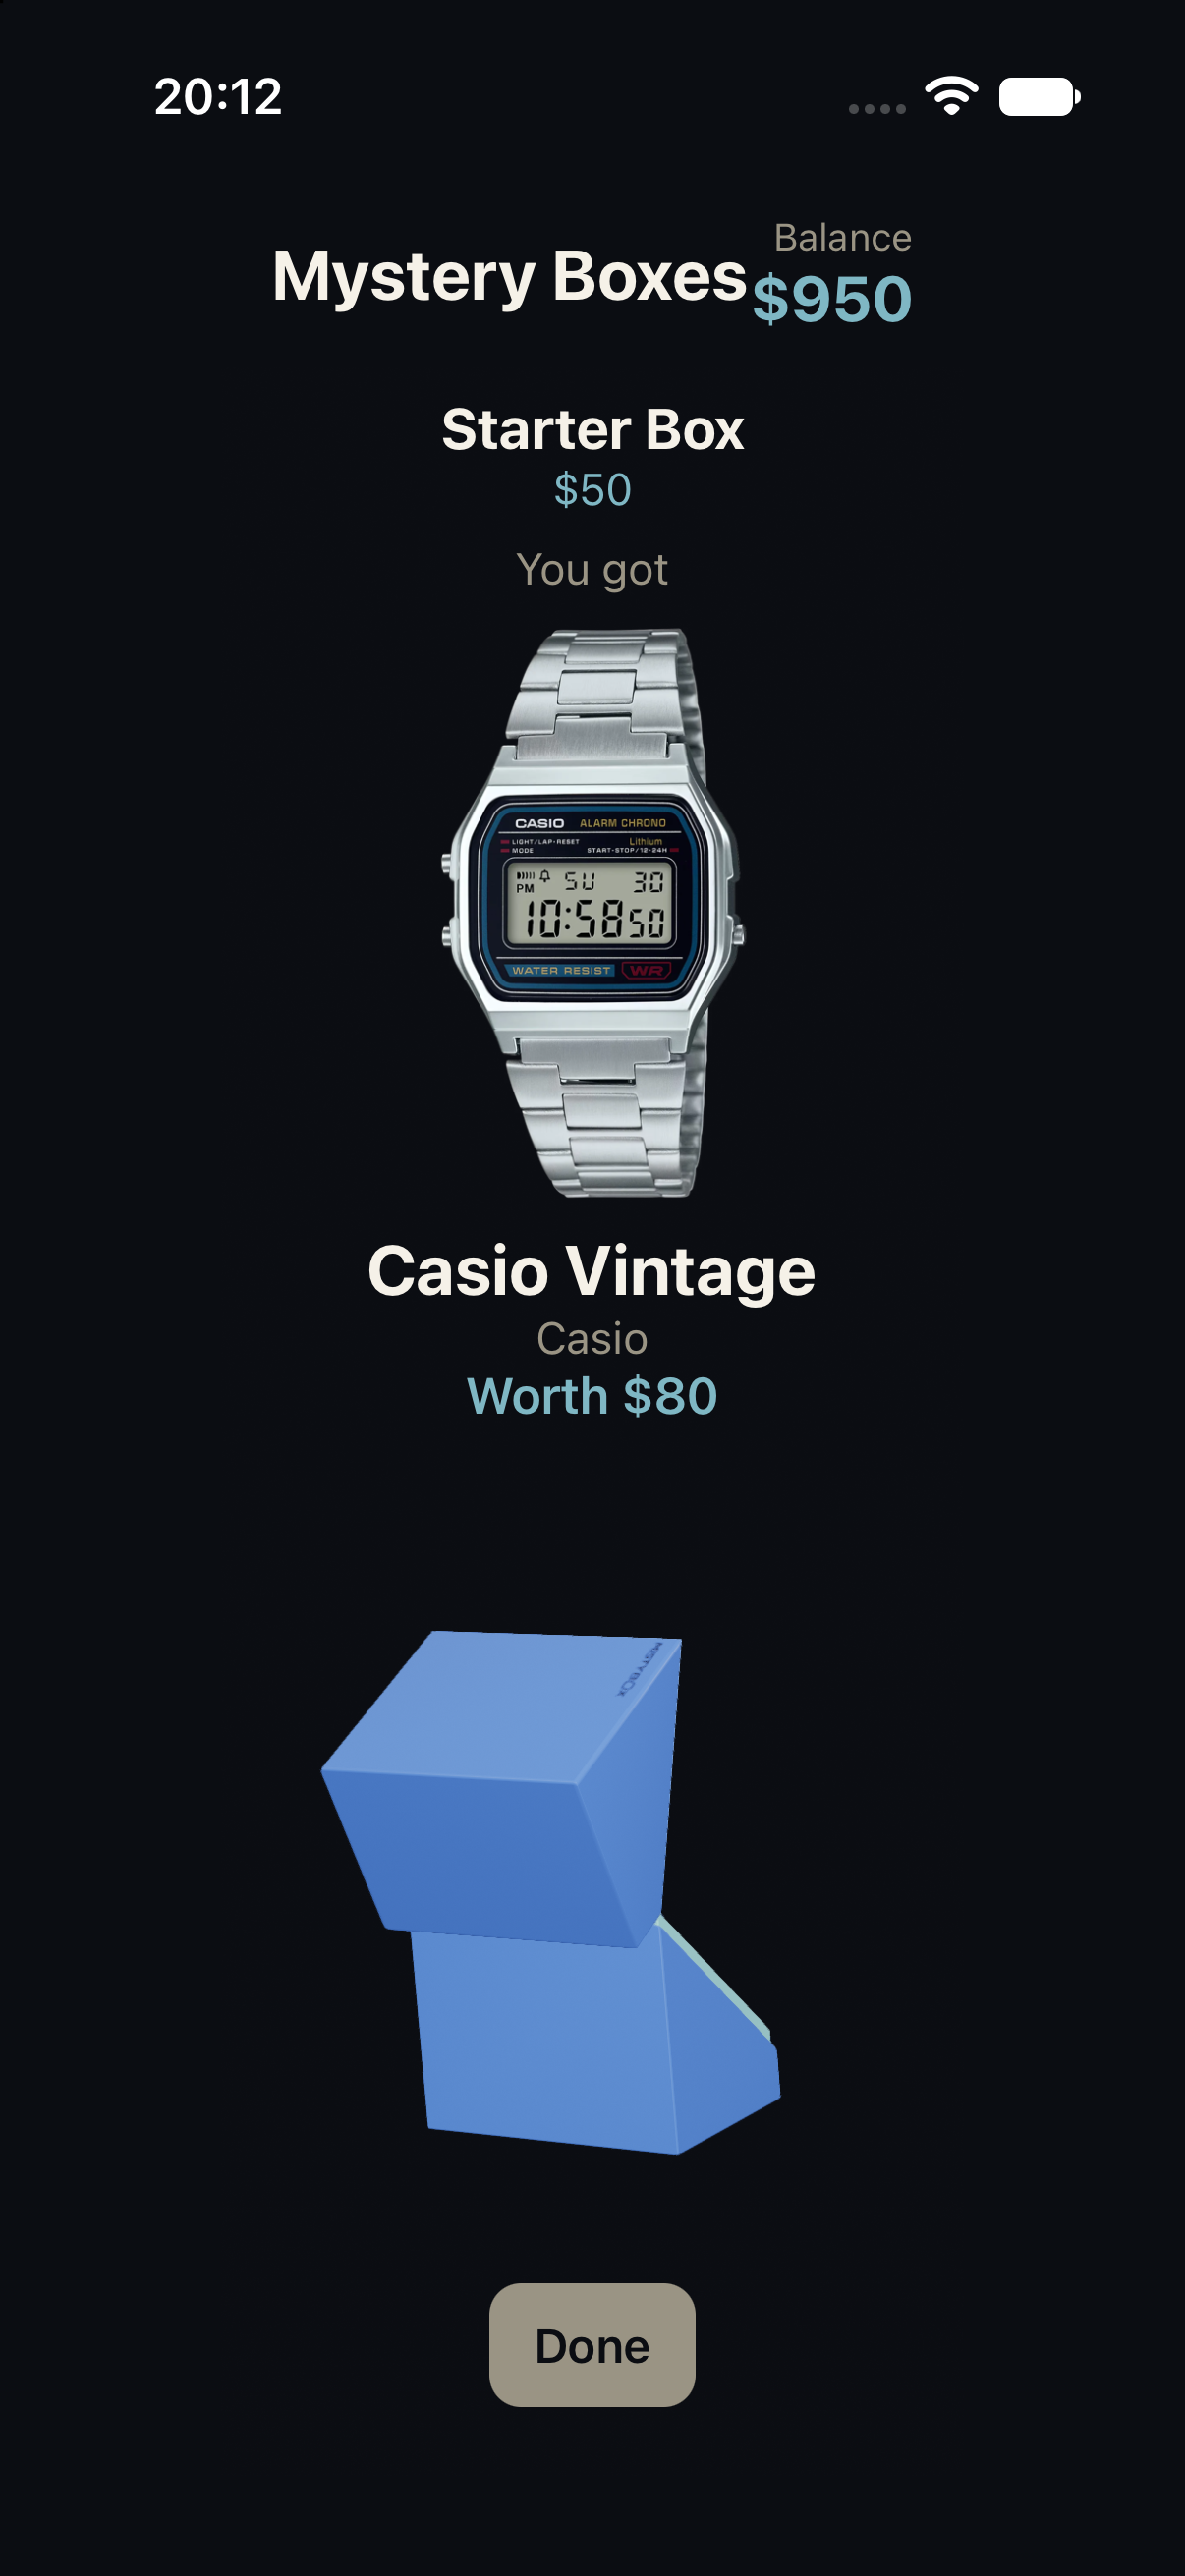 20:12
Mystery Boxes
Balance
$950
Starter Box
$50
You got
CASIO ALARM CHRONO
LIGHT/LAP-RESET Lithium
MODE START-STOP/12-24H
PM SU 30
10:58 50
WATER RESIST WR
Casio Vintage
Casio
Worth $80
Done